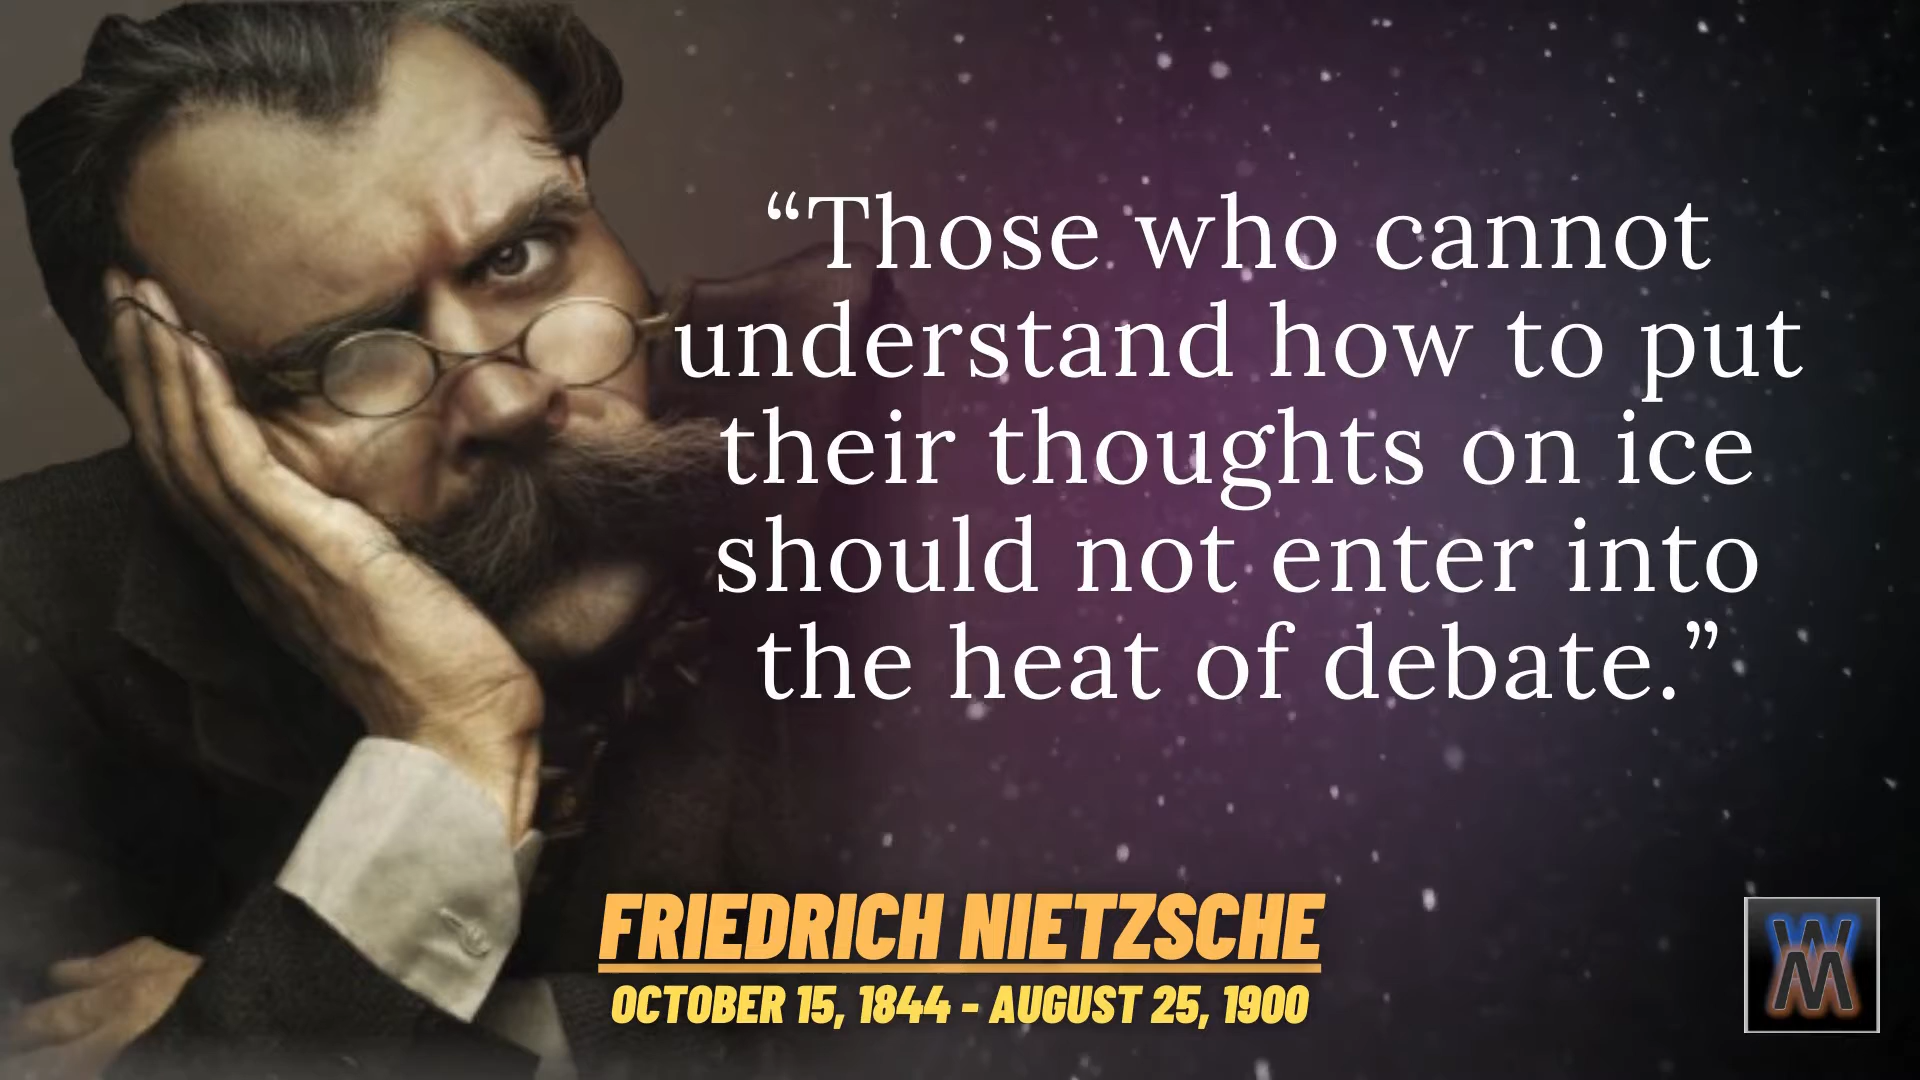 “Those who cannot
understand how to put
their thoughts on ice
should not enter into
the heat of debate.”
FRIEDRICH NIETZSCHE
OCTOBER 15, 1844 - AUGUST 25, 1900
WM